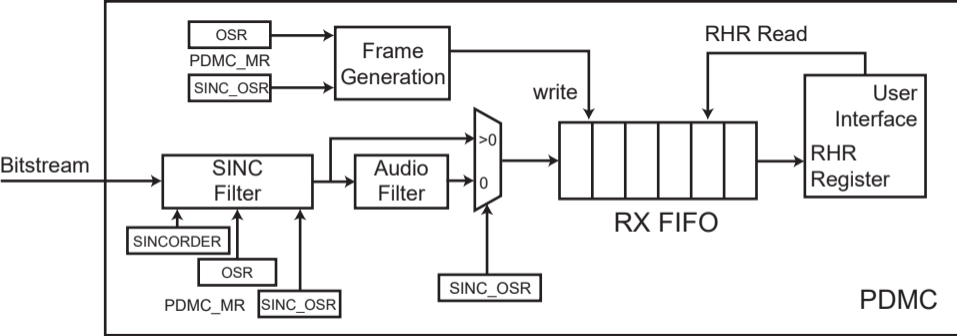 OSR
PDMC_MR
SINC_OSR
Frame
Generation
RHR Read
write
User
Interface
RHR
Register
Bitstream
SINC
Filter
Audio
Filter
>0
0
RX FIFO
SINCORDER
OSR
PDMC_MR
SINC_OSR
SINC_OSR
PDMC